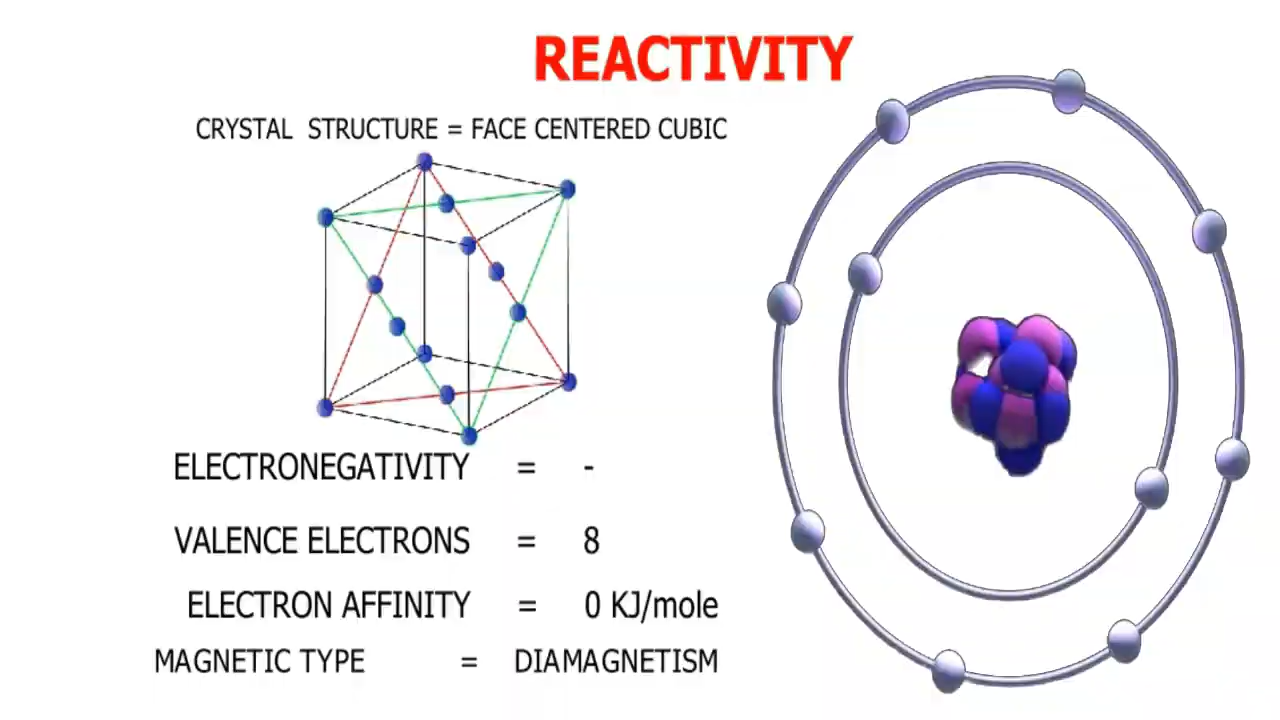 REACTIVITY
CRYSTAL STRUCTURE = FACE CENTERED CUBIC
ELECTRONEGATIVITY = -
VALENCE ELECTRONS = 8
ELECTRON AFFINITY = 0 KJ/mole
MAGNETIC TYPE = DIAMAGNETISM